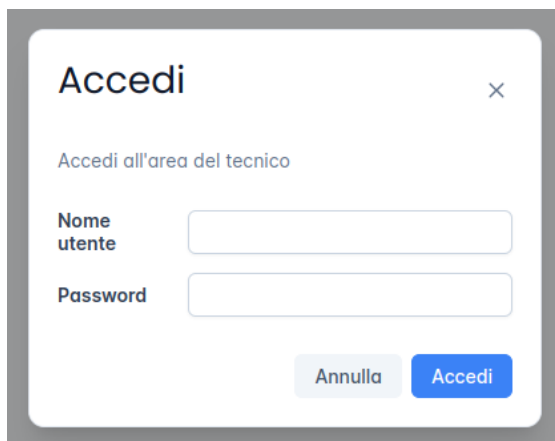 Accedi
Accedi all'area del tecnico
Nome
utente
Password
Annulla
Accedi